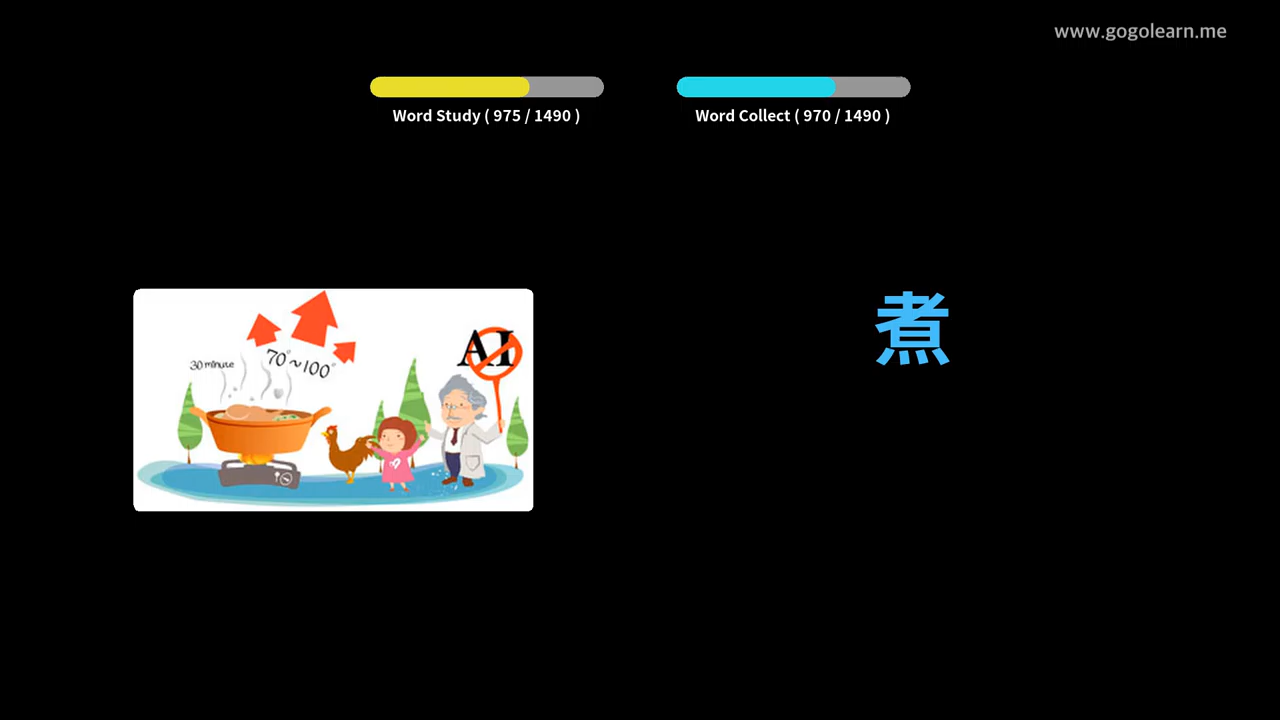 www.gogolearn.me
Word Study ( 975 / 1490 )
Word Collect ( 970 / 1490 )
煮
30 minute
70°~100°
AI